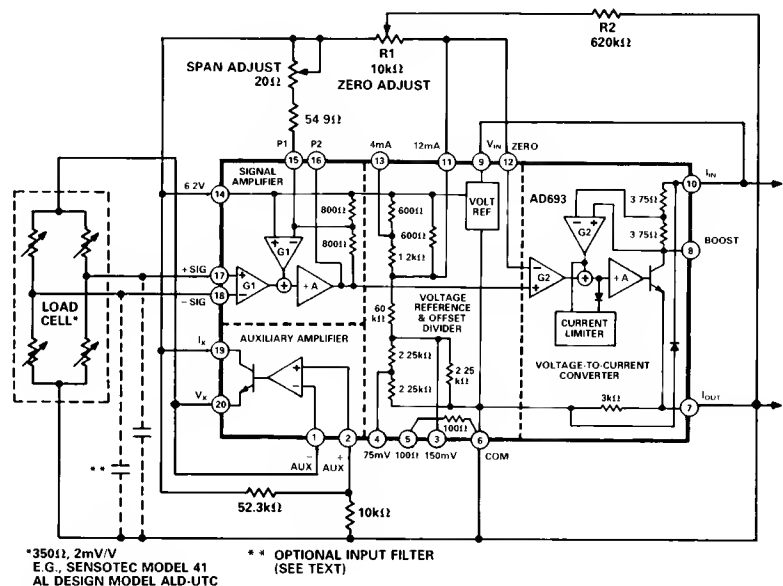 R2
620kΩ
R1
10kΩ
ZERO ADJUST
SPAN ADJUST
20Ω
54 9Ω
P1
P2
4mA
12mA
V_IN
ZERO
15
16
13
11
9
12
SIGNAL
AMPLIFIER
6.2V
14
800Ω
800Ω
600Ω
600Ω
1 2kΩ
VOLT
REF
AD693
3 75Ω
3 75Ω
10
I_IN
8
BOOST
+ –
G1
+ –
G2
+ SIG
17
– SIG
18
+
G1
–
+
+A
–
G2
+
+
+A
LOAD
CELL*
60
kΩ
VOLTAGE
REFERENCE
& OFFSET
DIVIDER
CURRENT
LIMITER
AUXILIARY AMPLIFIER
I_X
19
2 25kΩ
2 25kΩ
2 25
kΩ
VOLTAGE-TO-CURRENT
CONVERTER
V_X
20
+
–
3kΩ
7
I_OUT
100Ω
1
2
4
5
3
6
–
AUX
+
AUX
75mV
100Ω
150mV
COM
**
52.3kΩ
10kΩ
*350Ω, 2mV/V
E.G., SENSOTEC MODEL 41
AL DESIGN MODEL ALD-UTC
** OPTIONAL INPUT FILTER
(SEE TEXT)